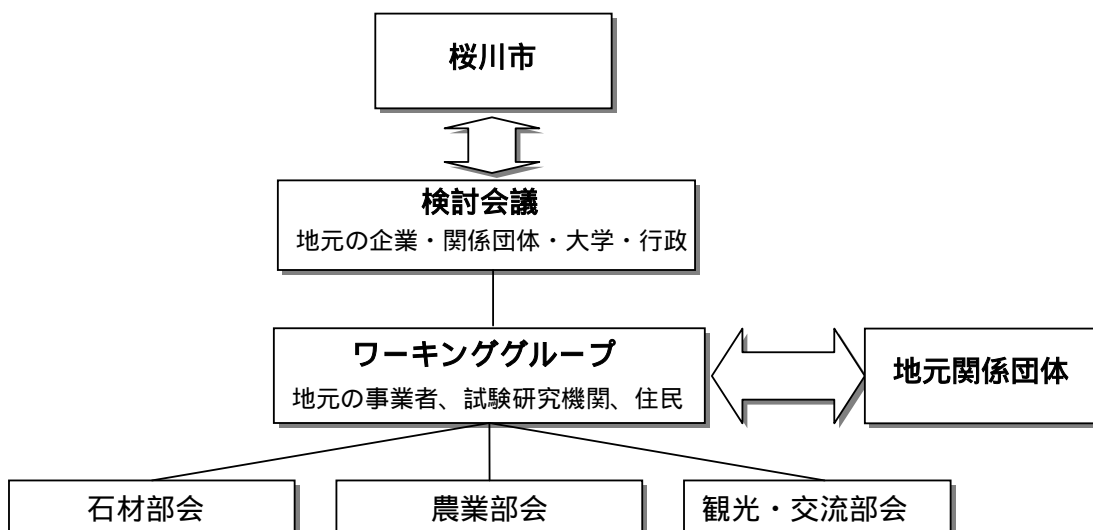 桜川市
検討会議
地元の企業・関係団体・大学・行政
ワーキンググループ
地元の事業者、試験研究機関、住民
地元関係団体
石材部会
農業部会
観光・交流部会